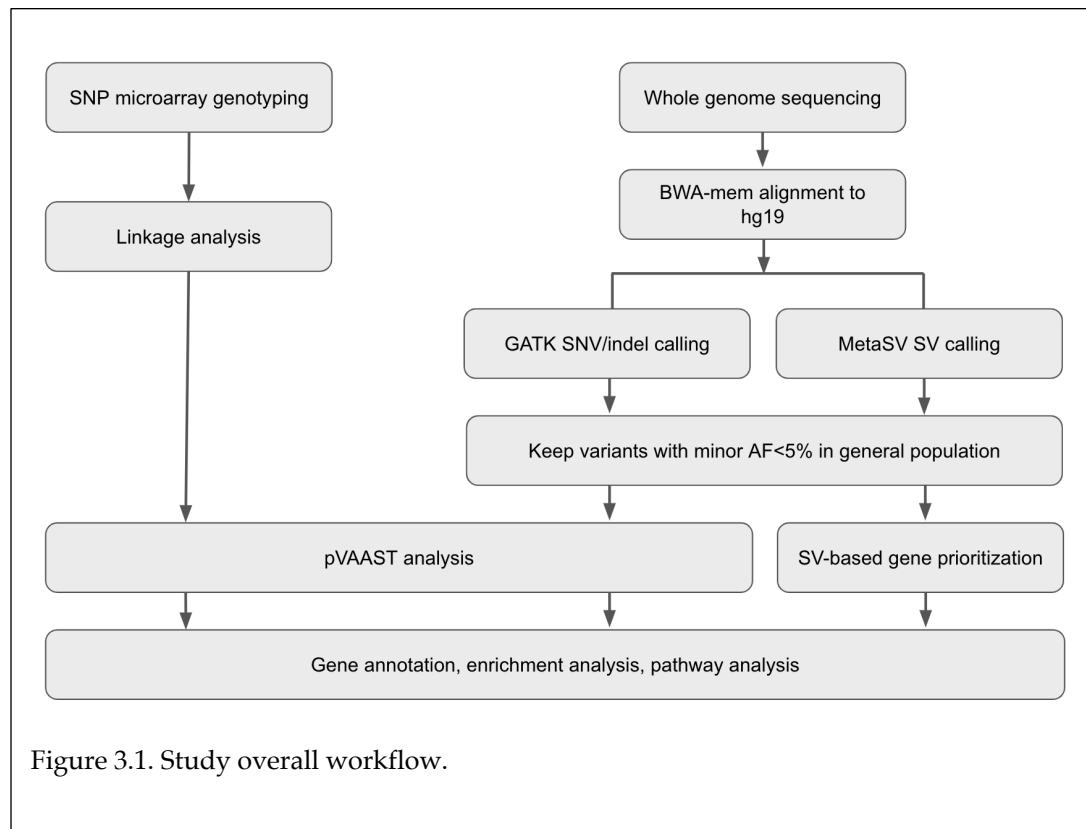 SNP microarray genotyping
Whole genome sequencing
BWA-mem alignment to
hg19
Linkage analysis
GATK SNV/indel calling
MetaSV SV calling
Keep variants with minor AF<5% in general population
pVAAST analysis
SV-based gene prioritization
Gene annotation, enrichment analysis, pathway analysis
Figure 3.1. Study overall workflow.